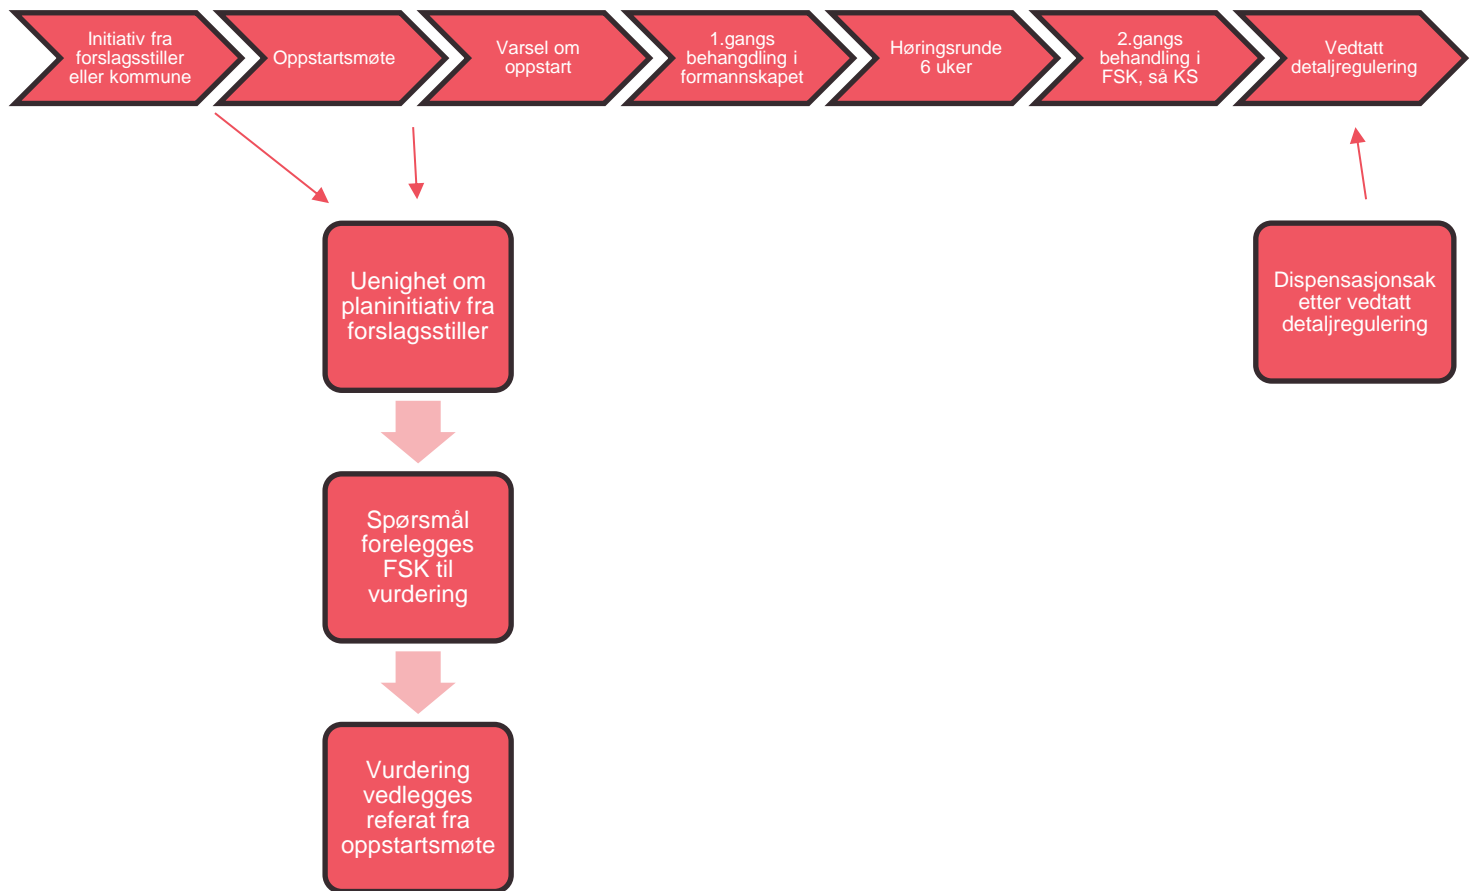 Initiativ fra
forslagsstiller
eller kommune
Oppstartsmøte
Varsel om
oppstart
1.gangs
behangdling i
formannskapet
Høringsrunde
6 uker
2.gangs
behandling i
FSK, så KS
Vedtatt
detaljregulering
Uenighet om
planinitiativ fra
forslagsstiller
Dispensasjonsak
etter vedtatt
detaljregulering
Spørsmål
forelegges
FSK til
vurdering
Vurdering
vedlegges
referat fra
oppstartsmøte